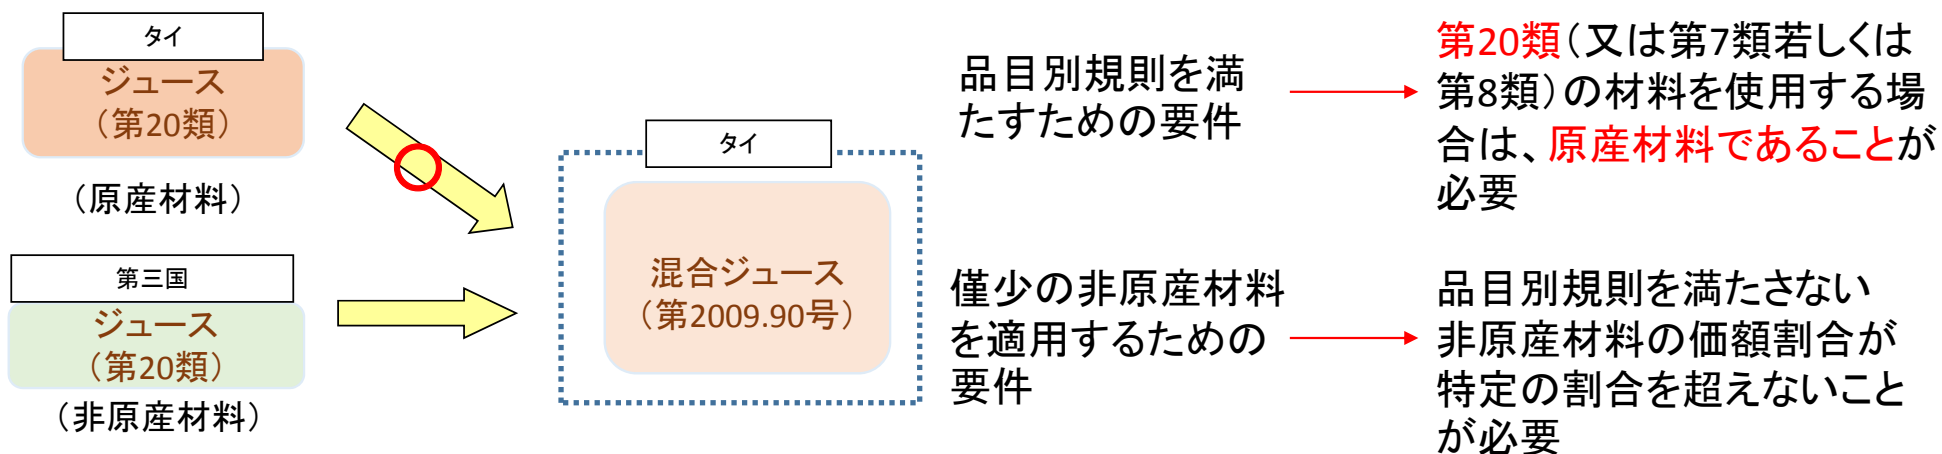 タイ
ジュース
（第20類）
（原産材料）
第三国
ジュース
（第20類）
（非原産材料）
タイ
混合ジュース
（第2009.90号）
品目別規則を満
たすための要件
第20類（又は第7類若しくは
第8類）の材料を使用する場
合は、原産材料であることが
必要
僅少の非原産材料
を適用するための
要件
品目別規則を満たさない
非原産材料の価額割合が
特定の割合を超えないこと
が必要